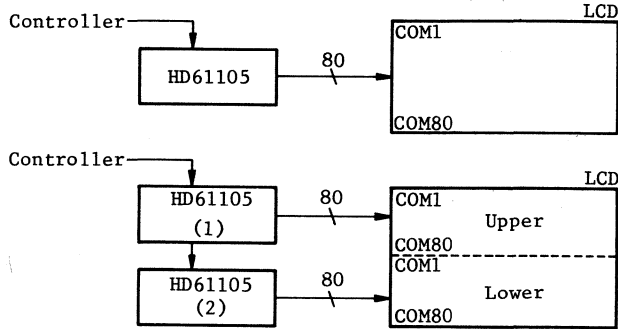 LCD
Controller
COM1
80
HD61105
COM80
Controller
LCD
HD61105
(1)
80
COM1
Upper
COM80
COM1
HD61105
(2)
80
Lower
COM80